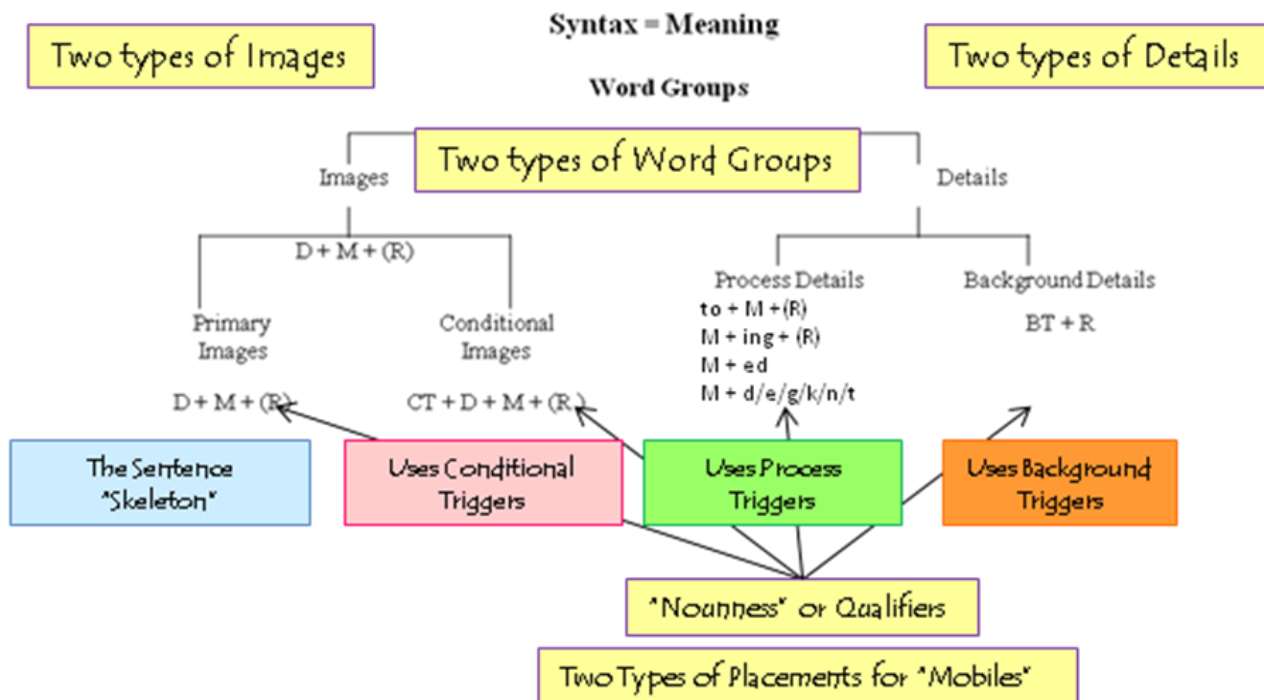 Syntax = Meaning
Two types of Images
Two types of Details
Word Groups
Two types of Word Groups
Images
Details
D + M + (R)
Process Details
Background Details
to + M +(R)
M + ing + (R)
M + ed
M + d/e/g/k/n/t
BT + R
Primary
Images
Conditional
Images
D + M + (R)
CT + D + M + (R)
The Sentence
"Skeleton"
Uses Conditional
Triggers
Uses Process
Triggers
Uses Background
Triggers
"Nounness" or Qualifiers
Two Types of Placements for "Mobiles"